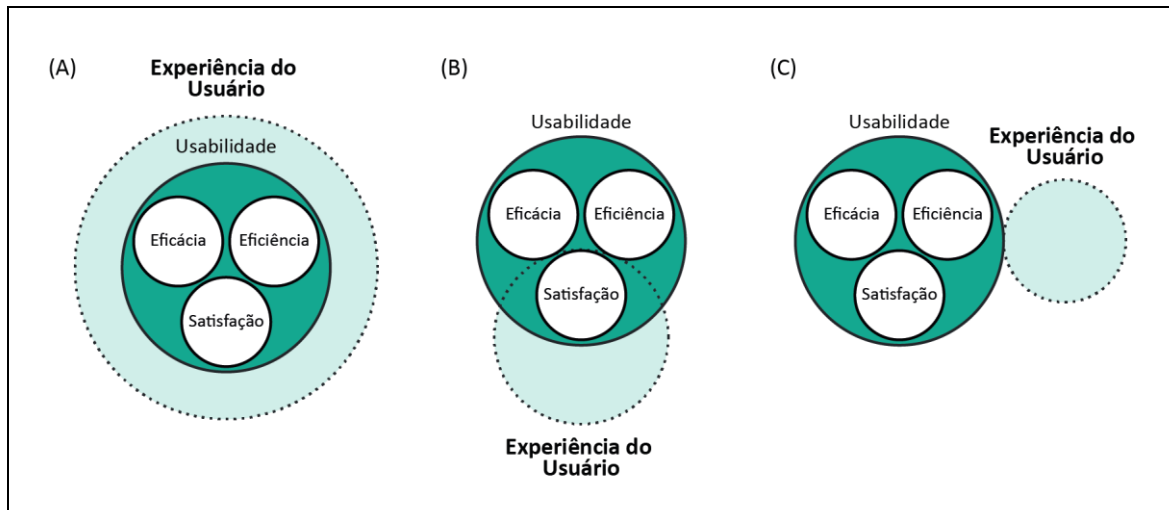 (A)
Experiência do
Usuário
Usabilidade
Eficácia
Eficiência
Satisfação
(B)
Usabilidade
Eficácia
Eficiência
Satisfação
Experiência do
Usuário
(C)
Usabilidade
Experiência do
Usuário
Eficácia
Eficiência
Satisfação